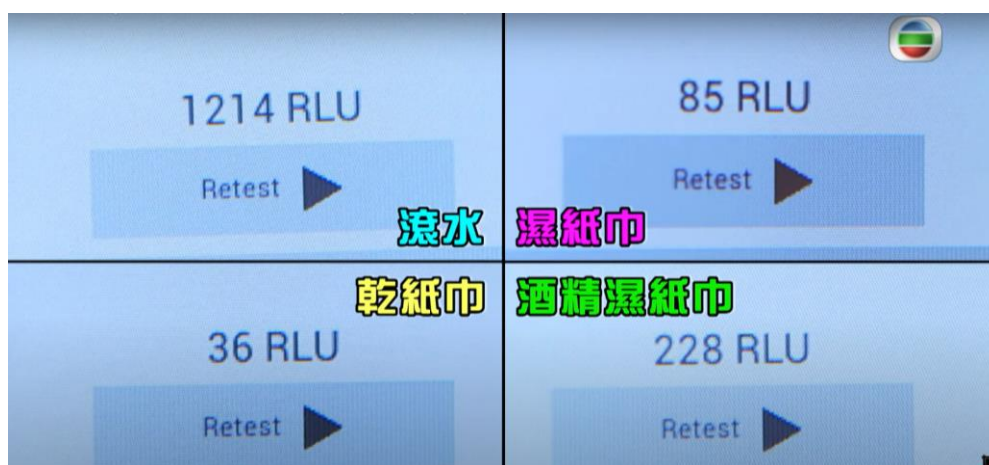 1214 RLU
Retest
滾水
85 RLU
Retest
濕紙巾
乾紙巾
36 RLU
Retest
酒精濕紙巾
228 RLU
Retest